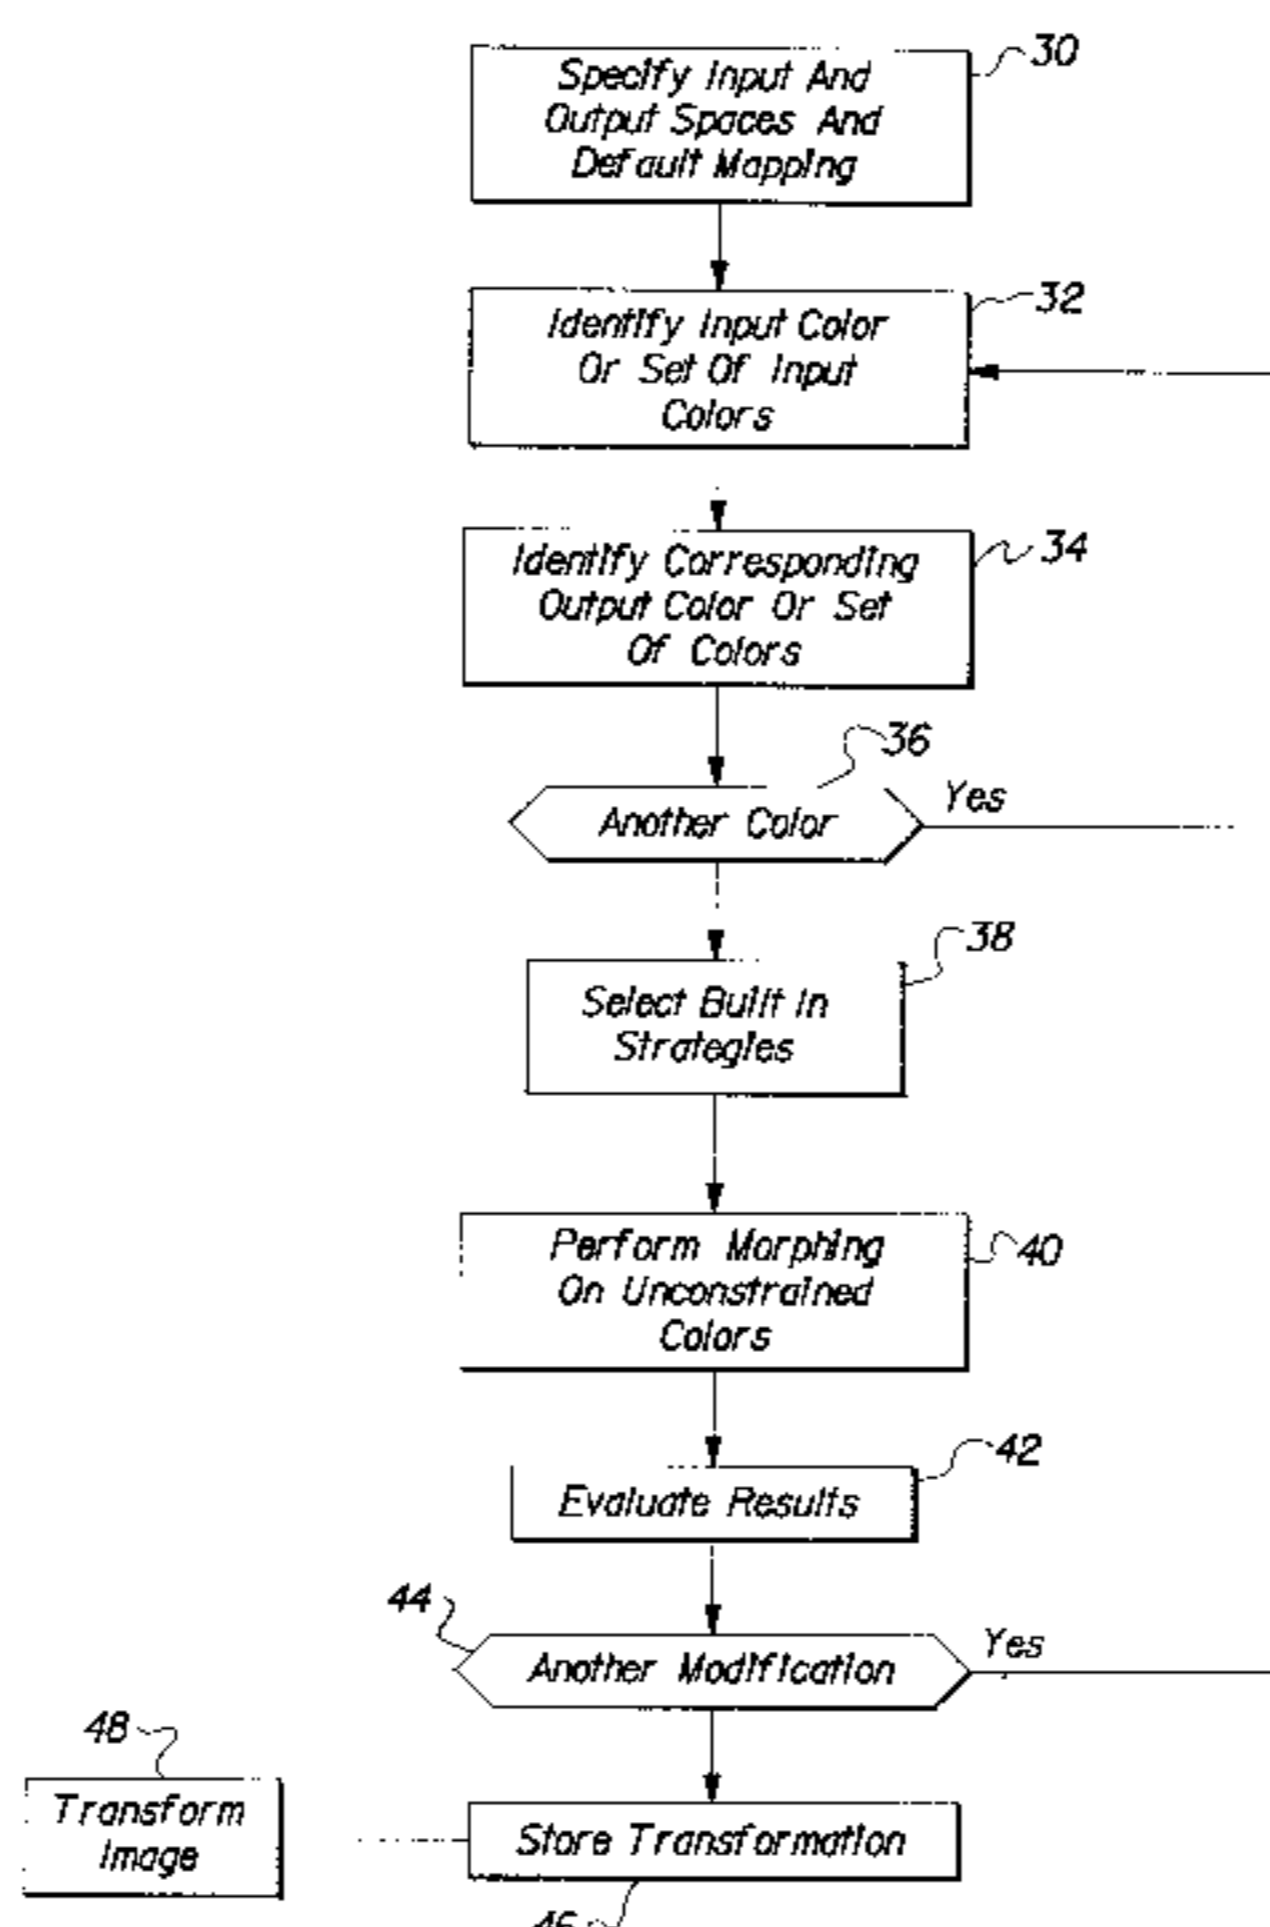 30
Specify Input And
Output Spaces And
Default Mapping
32
Identify Input Color
Or Set Of Input
Colors
34
Identify Corresponding
Output Color Or Set
Of Colors
36
Another Color
Yes
38
Select Built In
Strategies
40
Perform Morphing
On Unconstrained
Colors
42
Evaluate Results
44
Another Modification
Yes
48
Transform
Image
Store Transformation